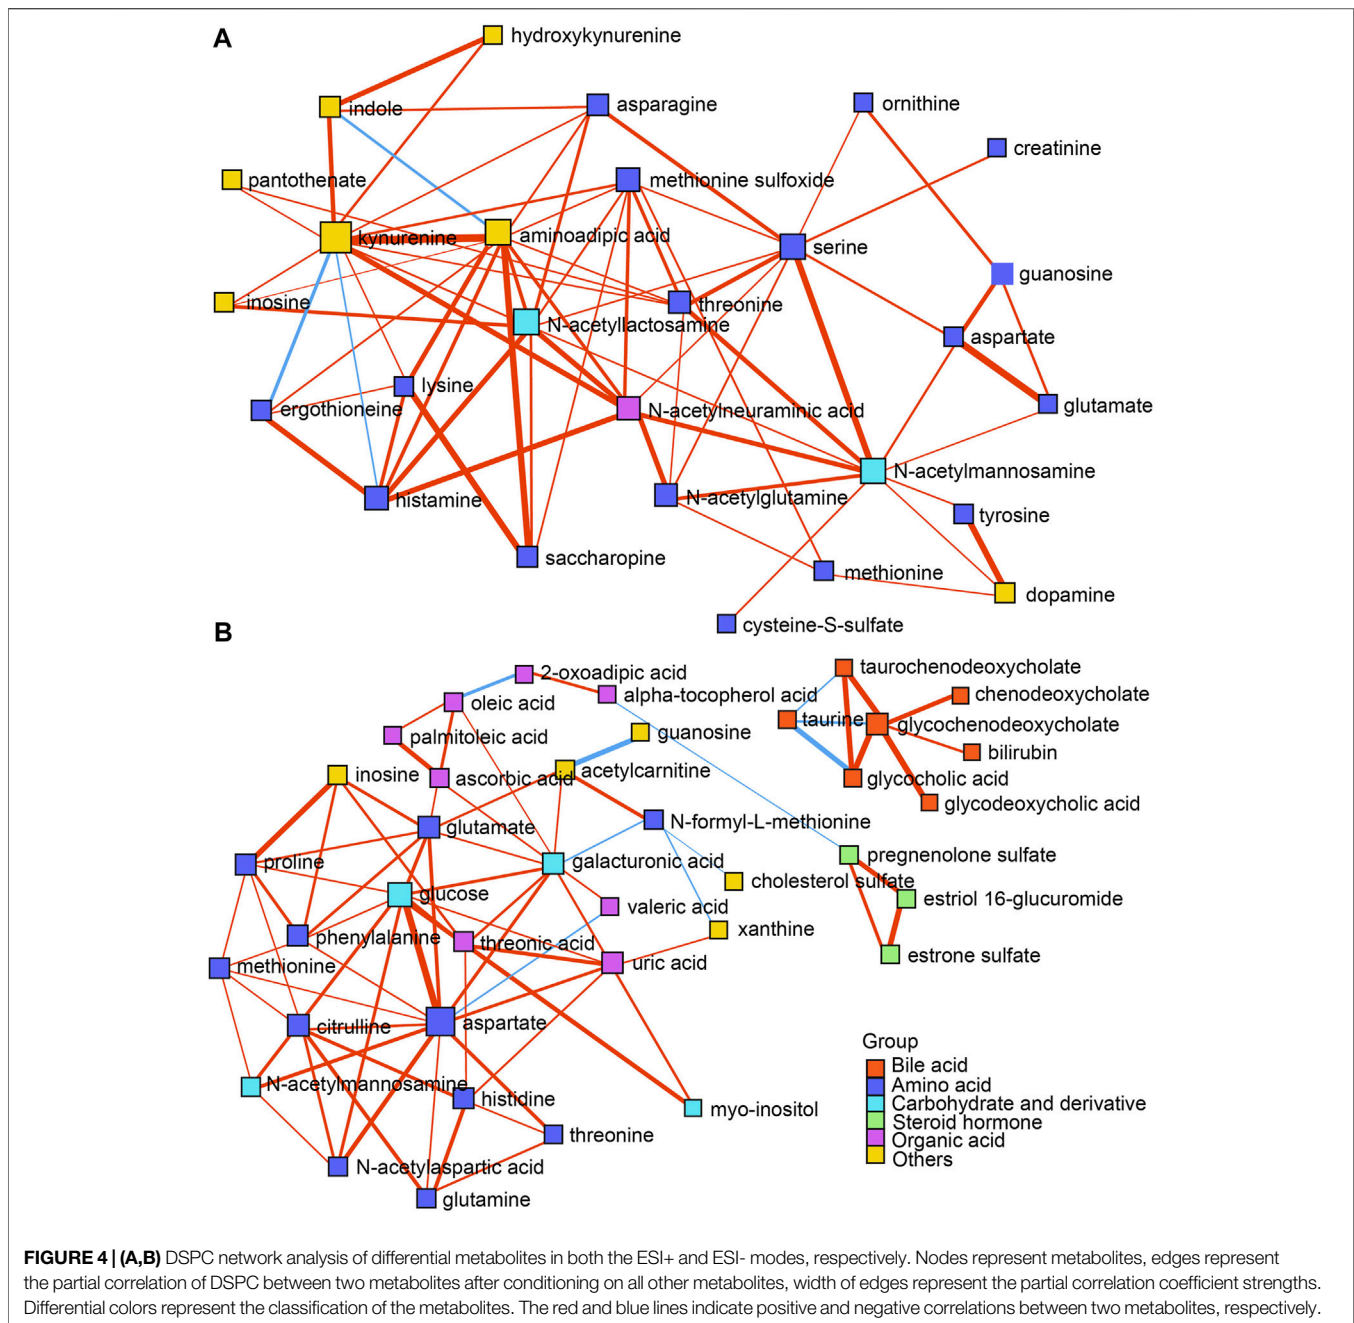 A
hydroxykynurenine
indole
asparagine
ornithine
creatinine
pantothenate
methionine sulfoxide
kynurenine
aminoadipic acid
serine
guanosine
inosine
threonine
N-acetyllactosamine
aspartate
lysine
ergothioneine
N-acetylneuraminic acid
glutamate
N-acetylmannosamine
histamine
N-acetylglutamine
tyrosine
saccharopine
methionine
dopamine
cysteine-S-sulfate
B
2-oxoadipic acid
taurochenodeoxycholate
oleic acid
alpha-tocopherol acid
chenodeoxycholate
taurine
glycochenodeoxycholate
palmitoleic acid
guanosine
bilirubin
inosine
ascorbic acid
acetylcarnitine
glycocholic acid
glycodeoxycholic acid
glutamate
N-formyl-L-methionine
proline
galacturonic acid
pregnenolone sulfate
glucose
cholesterol sulfate
estriol 16-glucuromide
valeric acid
phenylalanine
threonic acid
xanthine
methionine
uric acid
estrone sulfate
citrulline
aspartate
N-acetylmannosamine
histidine
myo-inositol
threonine
N-acetylaspartic acid
glutamine
Group
Bile acid
Amino acid
Carbohydrate and derivative
Steroid hormone
Organic acid
Others
FIGURE 4 | (A,B) DSPC network analysis of differential metabolites in both the ESI+ and ESI- modes, respectively. Nodes represent metabolites, edges represent
the partial correlation of DSPC between two metabolites after conditioning on all other metabolites, width of edges represent the partial correlation coefficient strengths.
Differential colors represent the classification of the metabolites. The red and blue lines indicate positive and negative correlations between two metabolites, respectively.